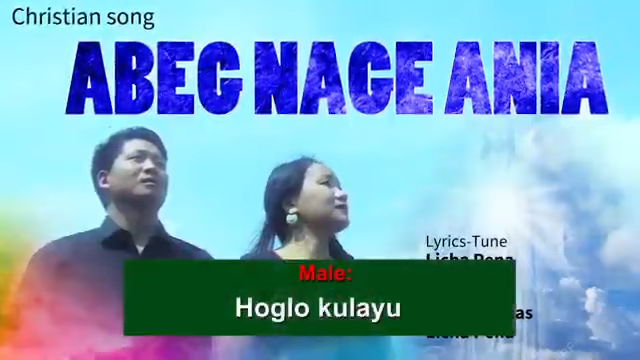 Christian song
ABEG NAGE ANIA
Lyrics-Tune
Male:
Hoglo kulayu